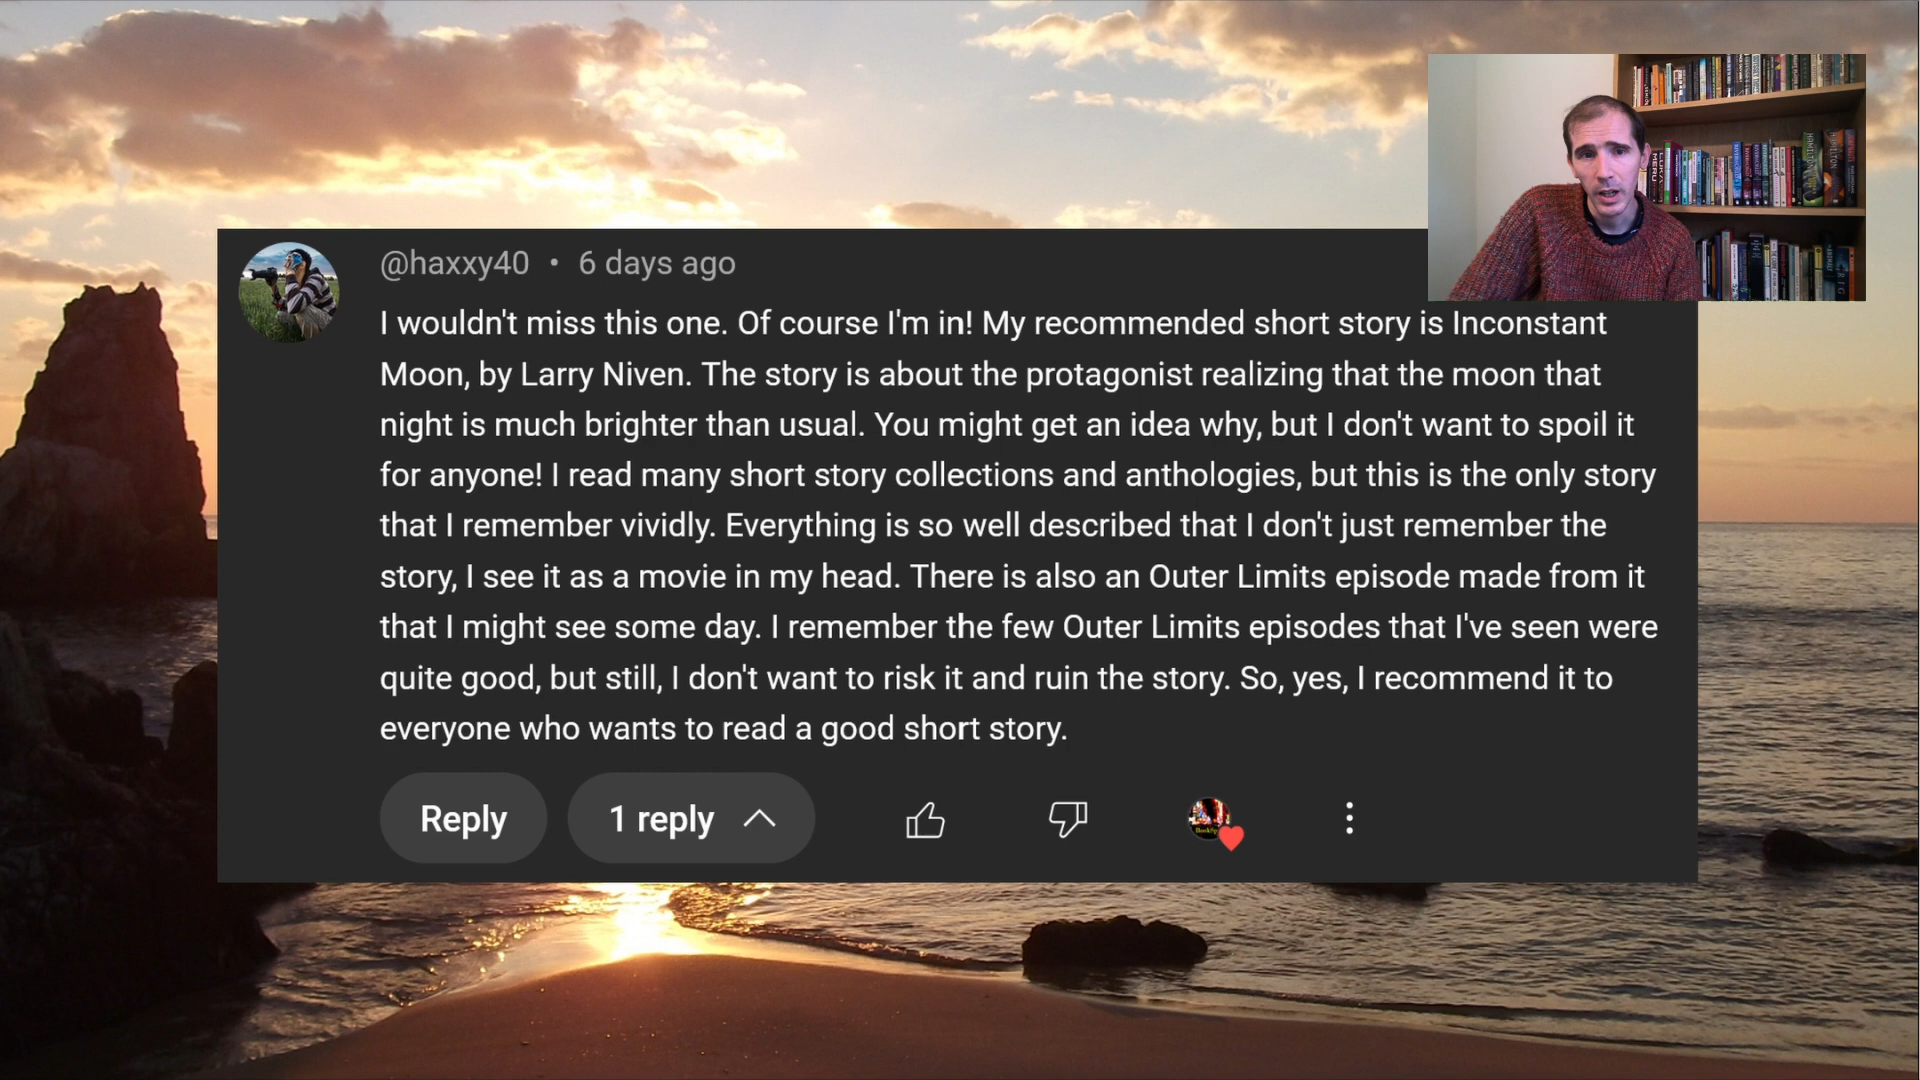 @haxxy40 • 6 days ago
I wouldn't miss this one. Of course I'm in! My recommended short story is Inconstant
Moon, by Larry Niven. The story is about the protagonist realizing that the moon that
night is much brighter than usual. You might get an idea why, but I don't want to spoil it
for anyone! I read many short story collections and anthologies, but this is the only story
that I remember vividly. Everything is so well described that I don't just remember the
story, I see it as a movie in my head. There is also an Outer Limits episode made from it
that I might see some day. I remember the few Outer Limits episodes that I've seen were
quite good, but still, I don't want to risk it and ruin the story. So, yes, I recommend it to
everyone who wants to read a good short story.
Reply
1 reply
HAMILTON
HAMILTON